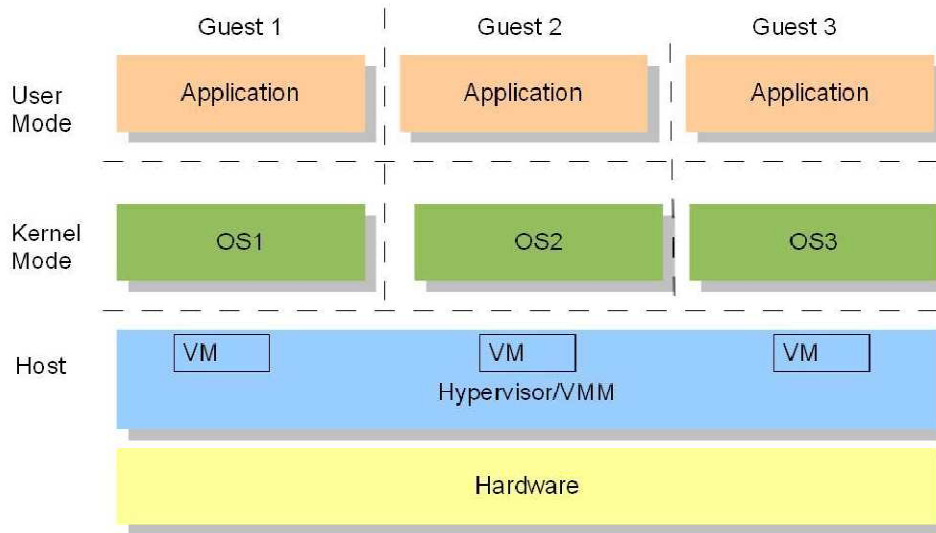 Guest 1
Guest 2
Guest 3
User
Mode
Application
Application
Application
Kernel
Mode
OS1
OS2
OS3
Host
VM
VM
VM
Hypervisor/VMM
Hardware